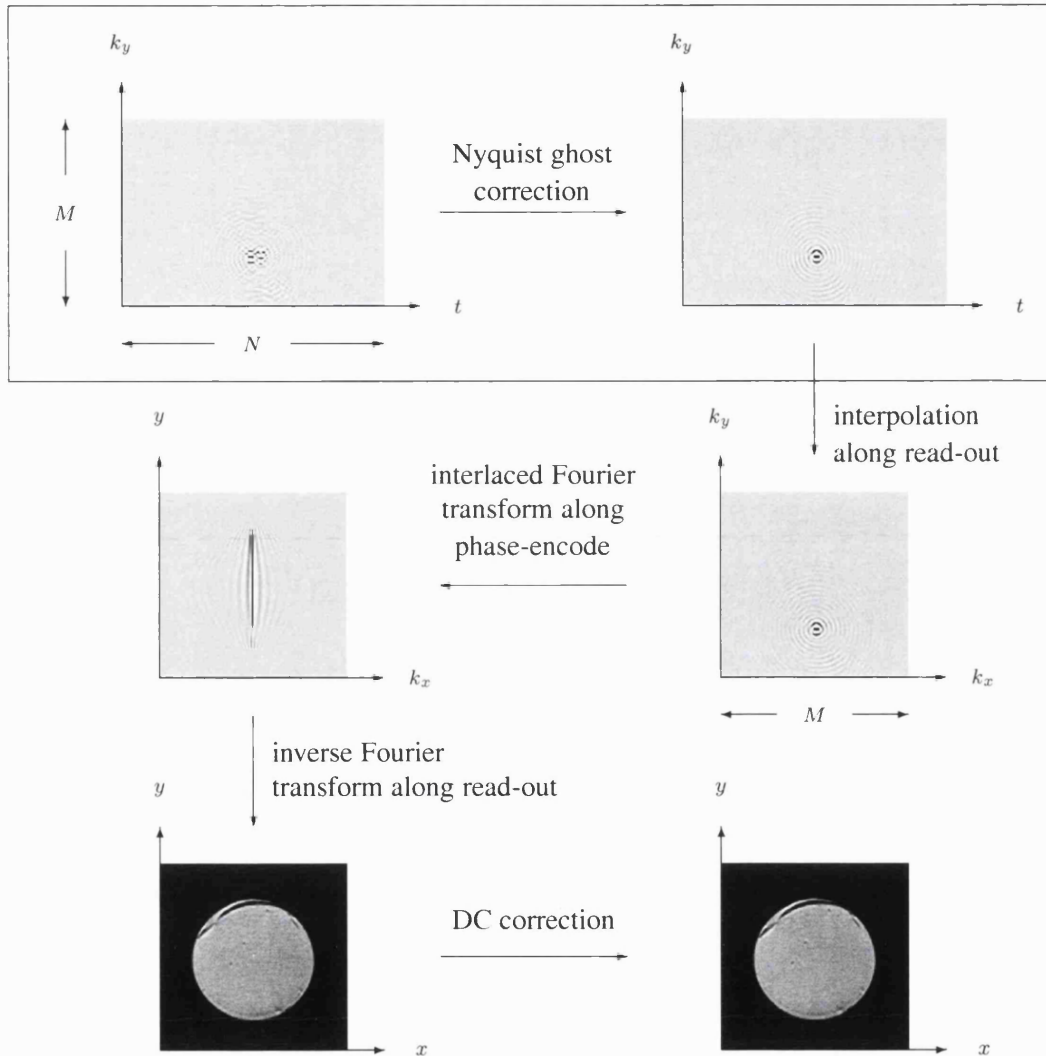 k_y
k_y
M
Nyquist ghost
correction
t
t
N
y
k_y
interpolation
along read-out
interlaced Fourier
transform along
phase-encode
k_x
k_x
M
inverse Fourier
transform along read-out
y
y
DC correction
x
x